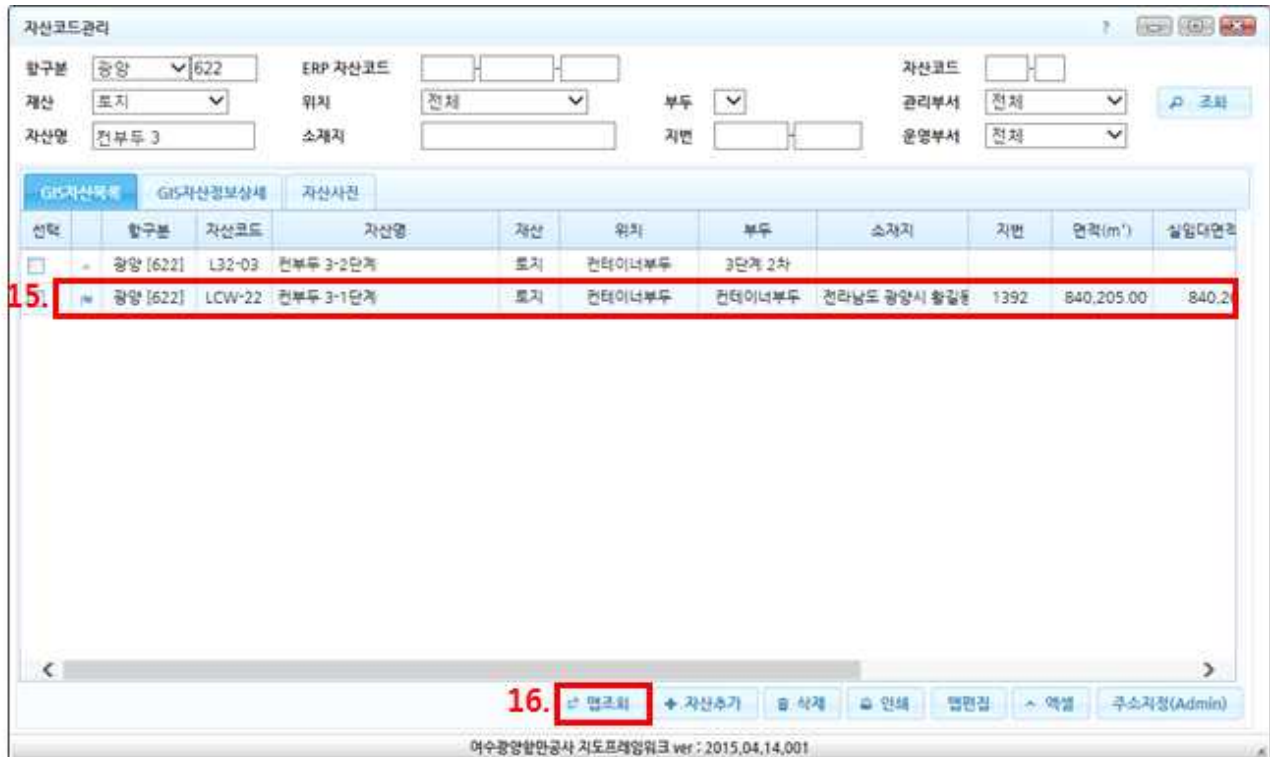 자산코드관리 ?
항구분 광양 622 ERP 자산코드 - - 자산코드 -
재산 토지 위치 전체 부두 관리부서 전체 조회
자산명 컨부두 3 소재지 지번 - 운영부서 전체
GIS자산목록 GIS자산정보상세 자산사진
선택 항구분 자산코드 자산명 재산 위치 부두 소재지 지번 면적(m²) 실임대면적
광양 [622] L32-03 컨부두 3-2단계 토지 컨테이너부두 3단계 2차
15. 광양 [622] LCW-22 컨부두 3-1단계 토지 컨테이너부두 컨테이너부두 전라남도 광양시 황길동 1392 840,205.00 840,20
16. 맵조회 자산추가 삭제 인쇄 맵편집 엑셀 주소지정(Admin)
여수광양항만공사 지도프레임워크 ver : 2015.04.14.001